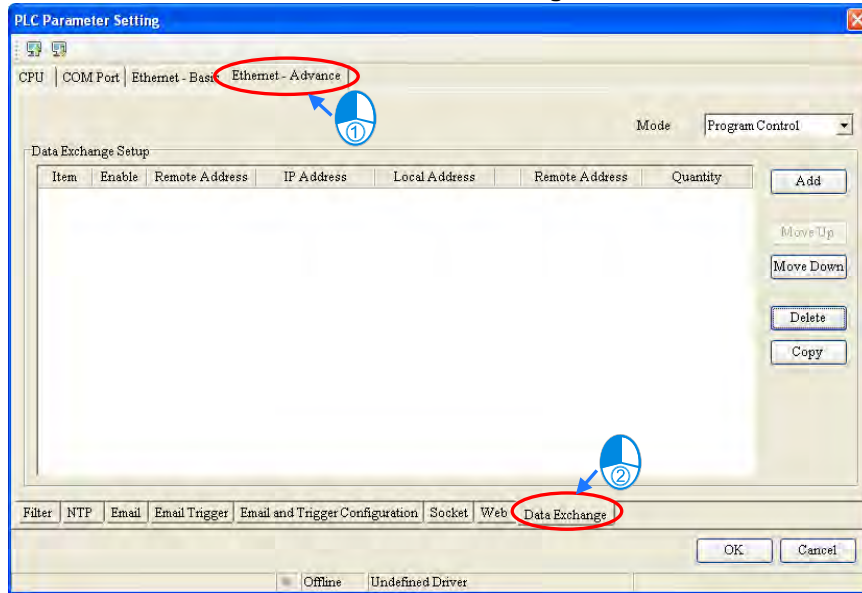 PLC Parameter Setting
CPU COM Port Ethernet - Basic Ethernet - Advance
①
Mode Program Control
Data Exchange Setup
Item Enable Remote Address IP Address Local Address Remote Address Quantity
Add
Move Up
Move Down
Delete
Copy
②
Filter NTP Email Email Trigger Email and Trigger Configuration Socket Web Data Exchange
OK Cancel
Offline Undefined Driver